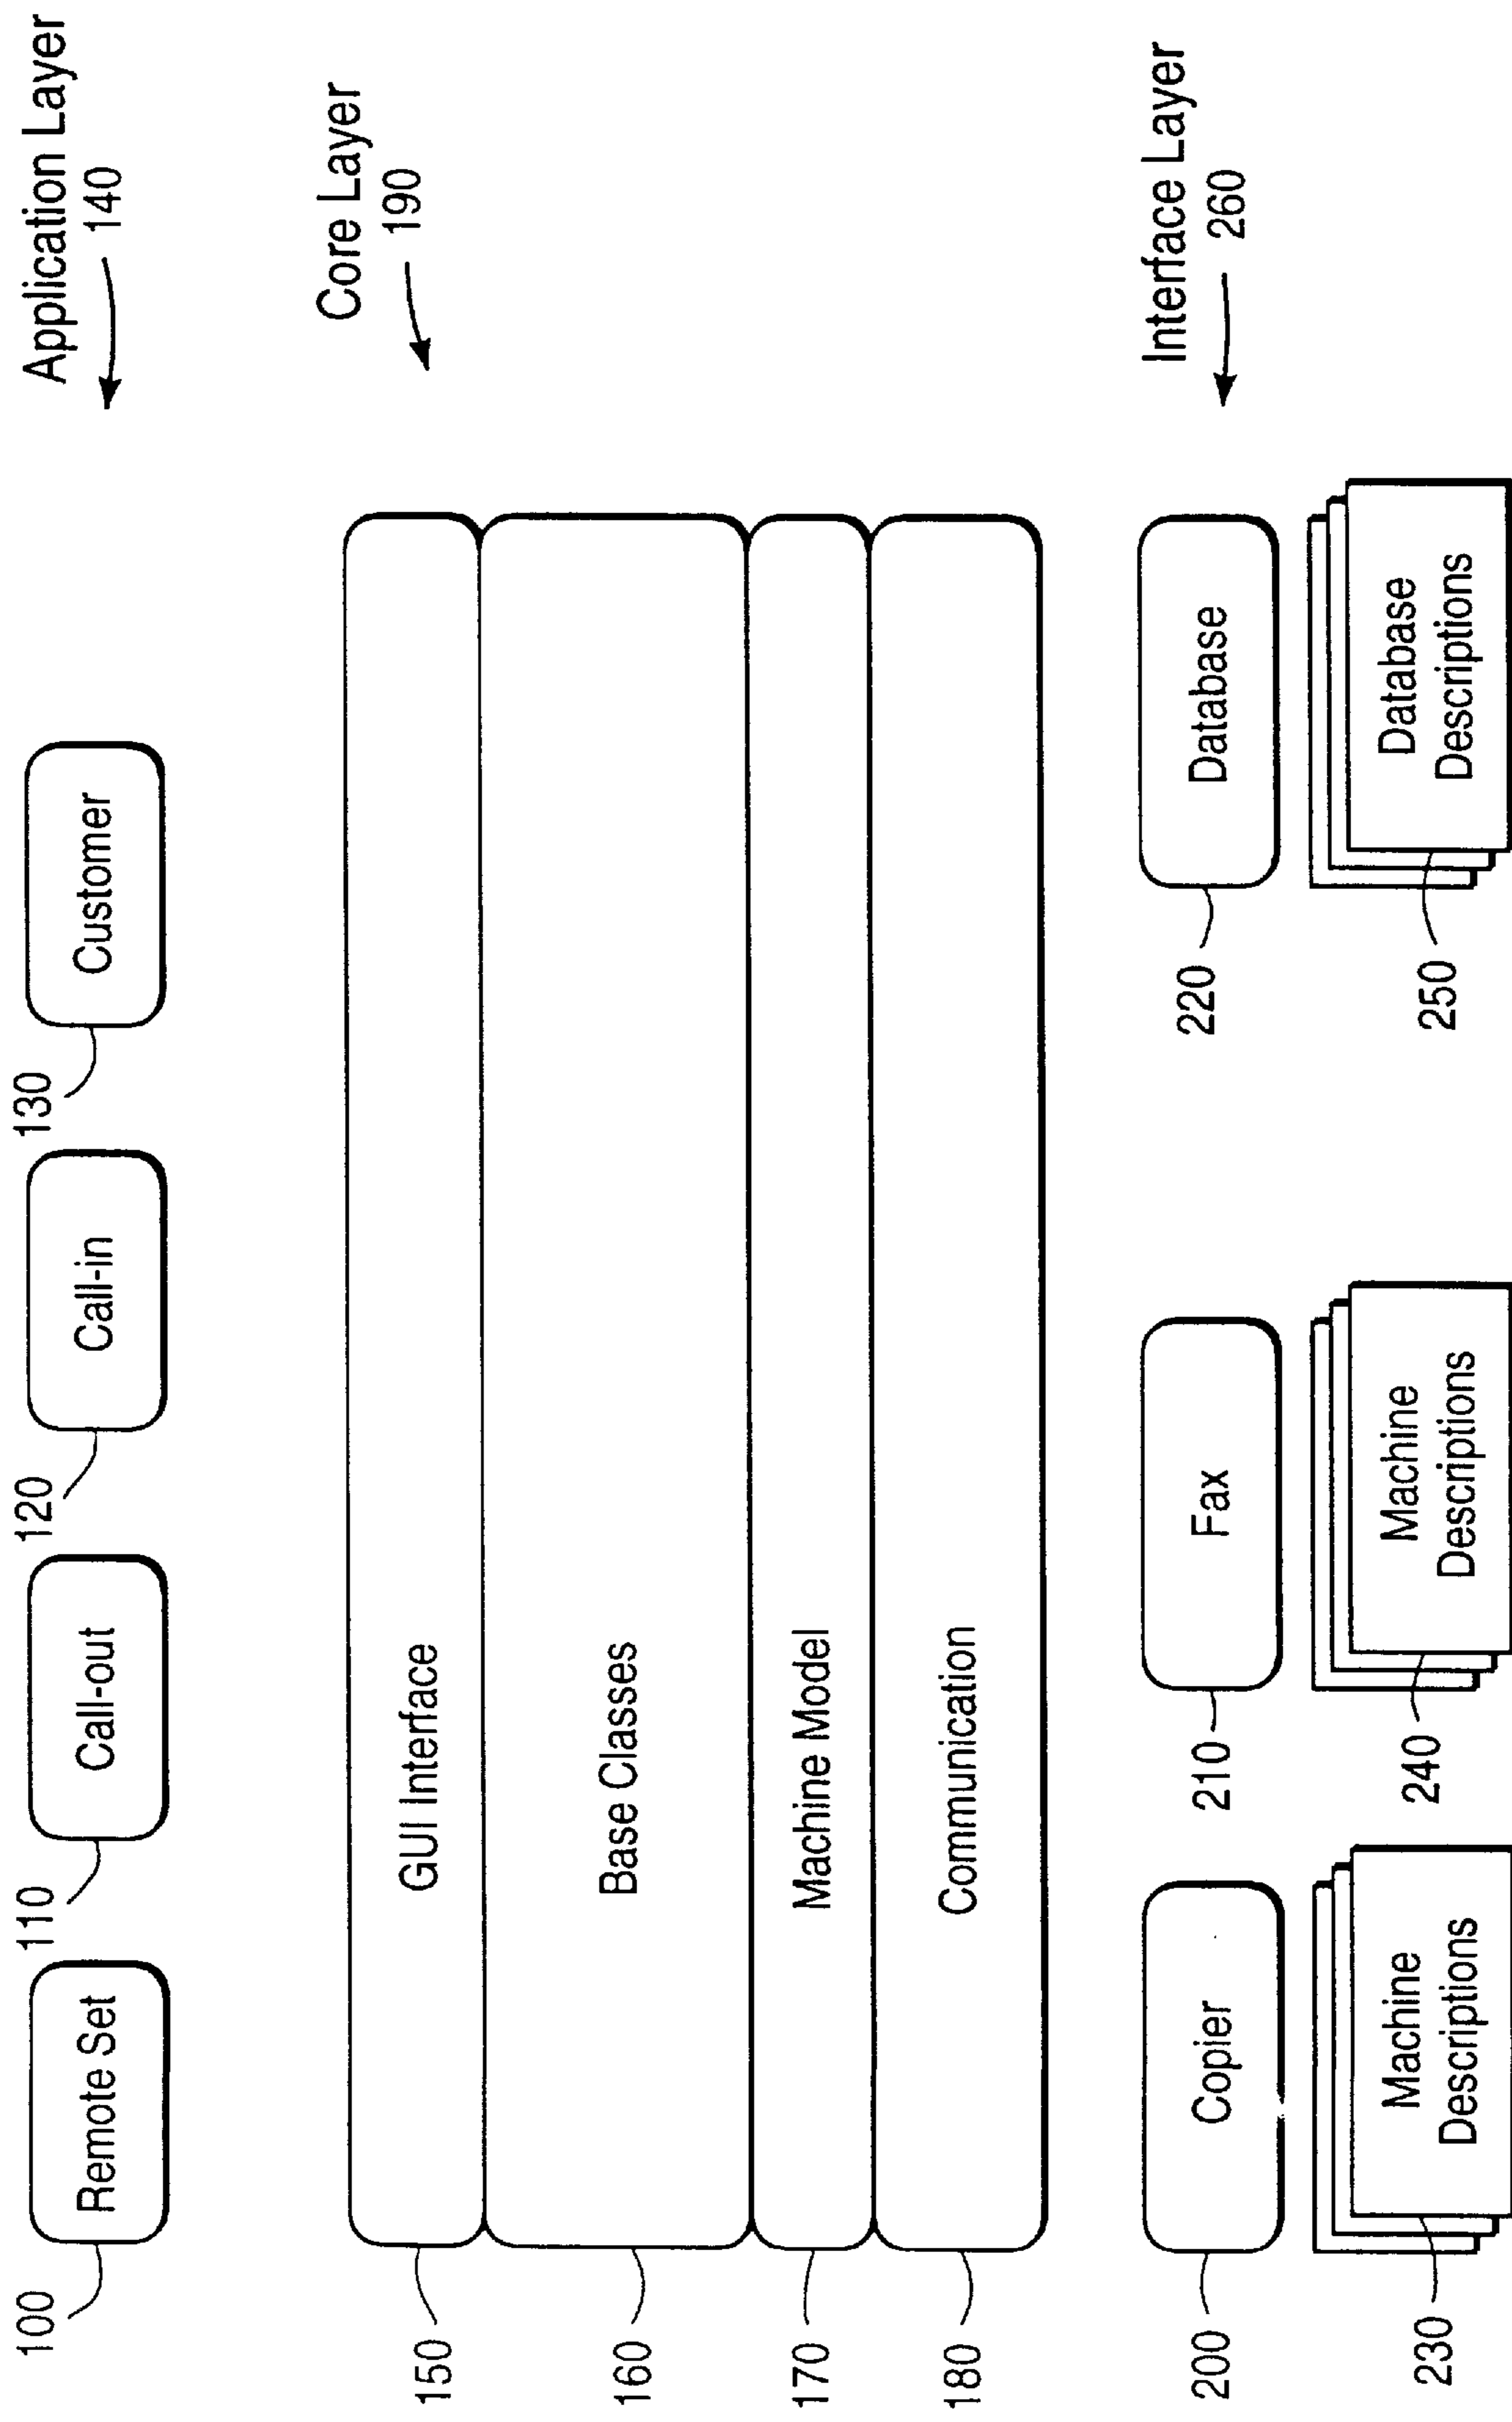 Application Layer
140
100
Remote Set
110
Call-out
120
Call-in
130
Customer
Core Layer
190
150
GUI Interface
160
Base Classes
170
Machine Model
180
Communication
Interface Layer
260
200
Copier
210
Fax
220
Database
230
Machine
Descriptions
240
Machine
Descriptions
250
Database
Descriptions